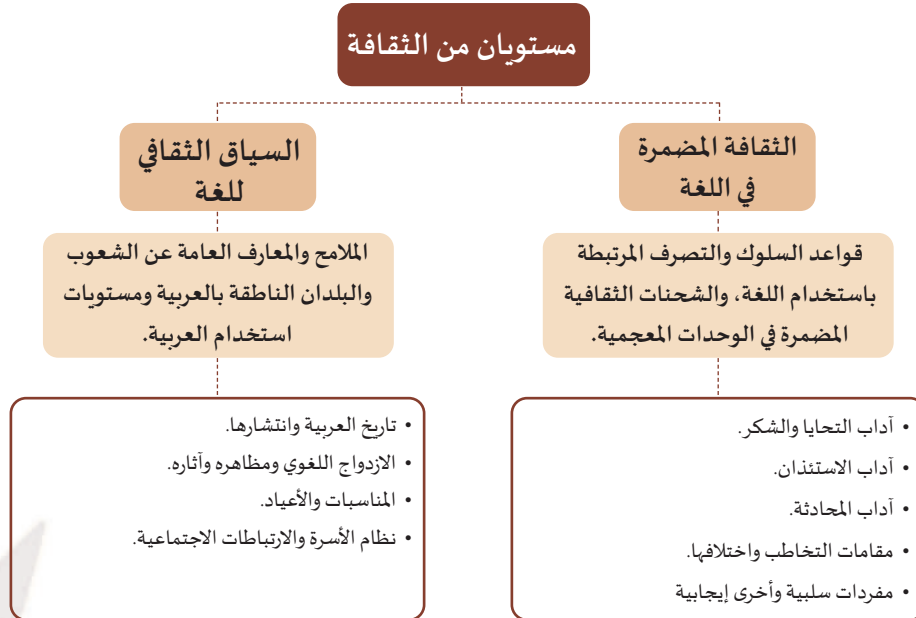 مستويان من الثقافة
الثقافة المضمرة
في اللغة
قواعد السلوك والتصرف المرتبطة
باستخدام اللغة، والشحنات الثقافية
المضمرة في الوحدات المعجمية.
• آداب التحايا والشكر.
• آداب الاستئذان.
• آداب المحادثة.
• مقامات التخاطب واختلافها.
• مفردات سلبية وأخرى إيجابية
السياق الثقافي
للغة
الملامح والمعارف العامة عن الشعوب
والبلدان الناطقة بالعربية ومستويات
استخدام العربية.
• تاريخ العربية وانتشارها.
• الازدواج اللغوي ومظاهره وآثاره.
• المناسبات والأعياد.
• نظام الأسرة والارتباطات الاجتماعية.